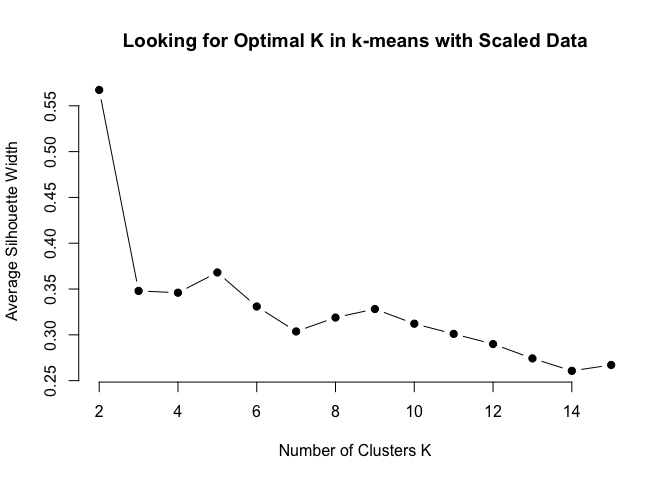 Looking for Optimal K in k-means with Scaled Data
Average Silhouette Width
0.55
0.50
0.45
0.40
0.35
0.30
0.25
2 4 6 8 10 12 14
Number of Clusters K